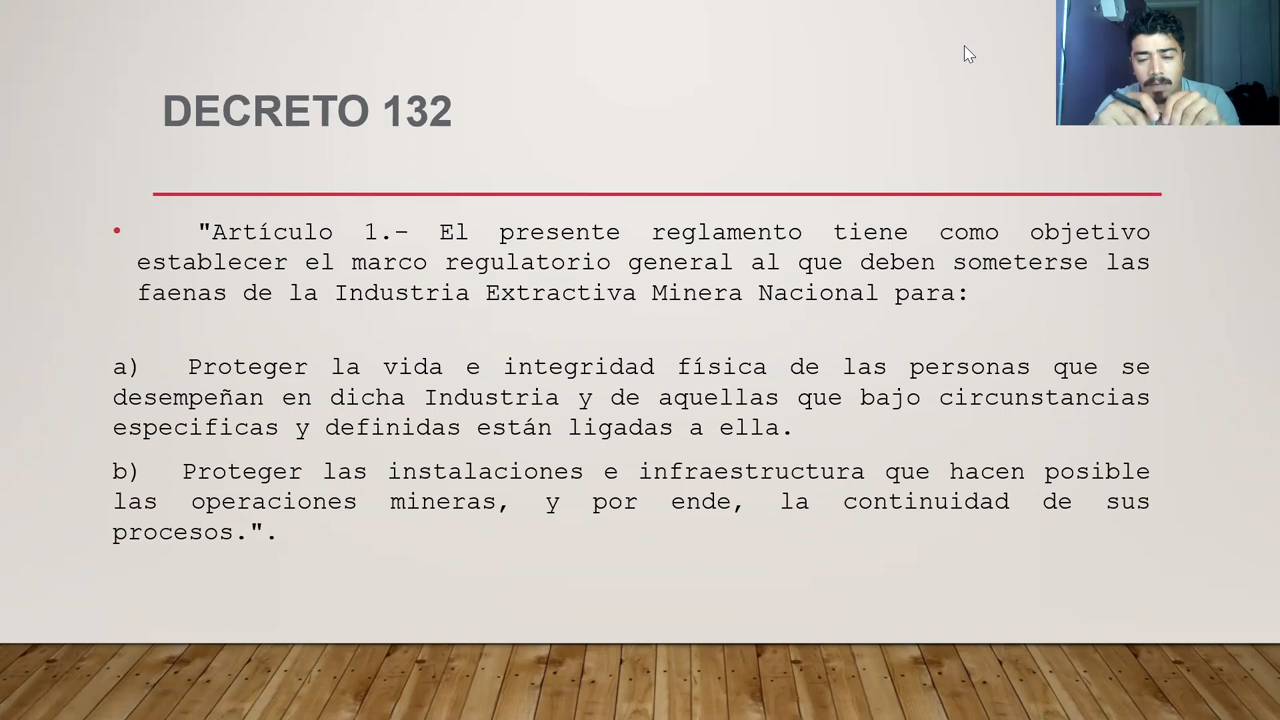 DECRETO 132
• "Artículo 1.- El presente reglamento tiene como objetivo
establecer el marco regulatorio general al que deben someterse las
faenas de la Industria Extractiva Minera Nacional para:
a) Proteger la vida e integridad física de las personas que se
desempeñan en dicha Industria y de aquellas que bajo circunstancias
especificas y definidas están ligadas a ella.
b) Proteger las instalaciones e infraestructura que hacen posible
las operaciones mineras, y por ende, la continuidad de sus
procesos.".